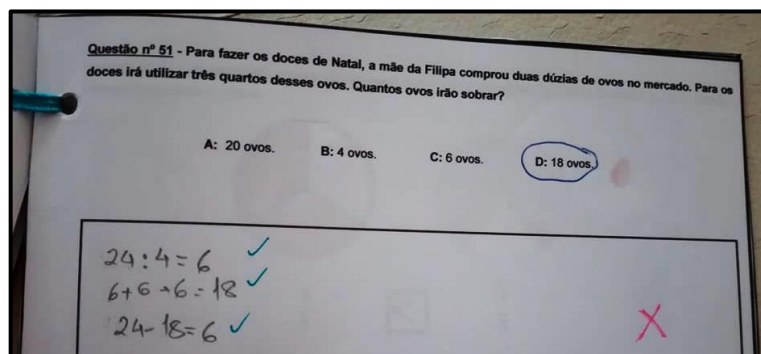 Questão nº 51 - Para fazer os doces de Natal, a mãe da Filipa comprou duas dúzias de ovos no mercado. Para os
doces irá utilizar três quartos desses ovos. Quantos ovos irão sobrar?
A: 20 ovos. B: 4 ovos. C: 6 ovos. D: 18 ovos.
24:4=6 ✓
6+6+6=18 ✓
24-18=6 ✓
X